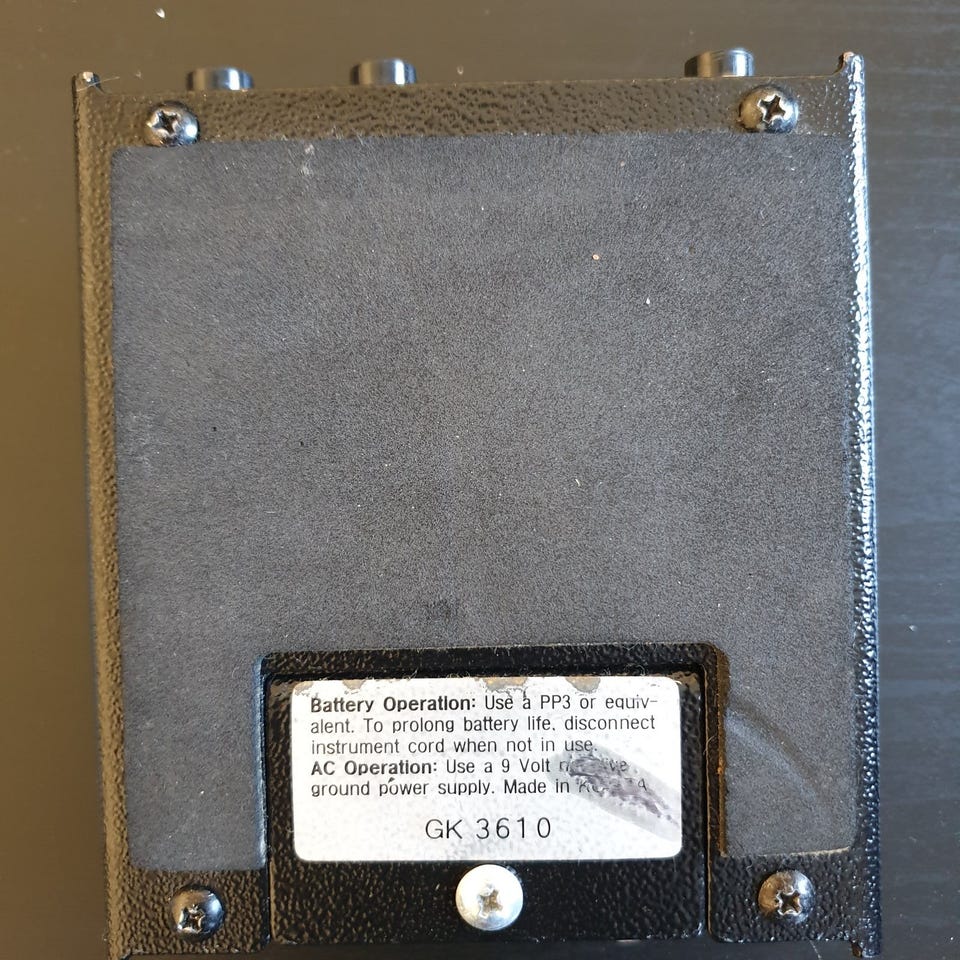 Battery Operation: Use a PP3 or equiv-
alent. To prolong battery life, disconnect
instrument cord when not in use.
AC Operation: Use a 9 Volt
ground power supply. Made in
GK 3610